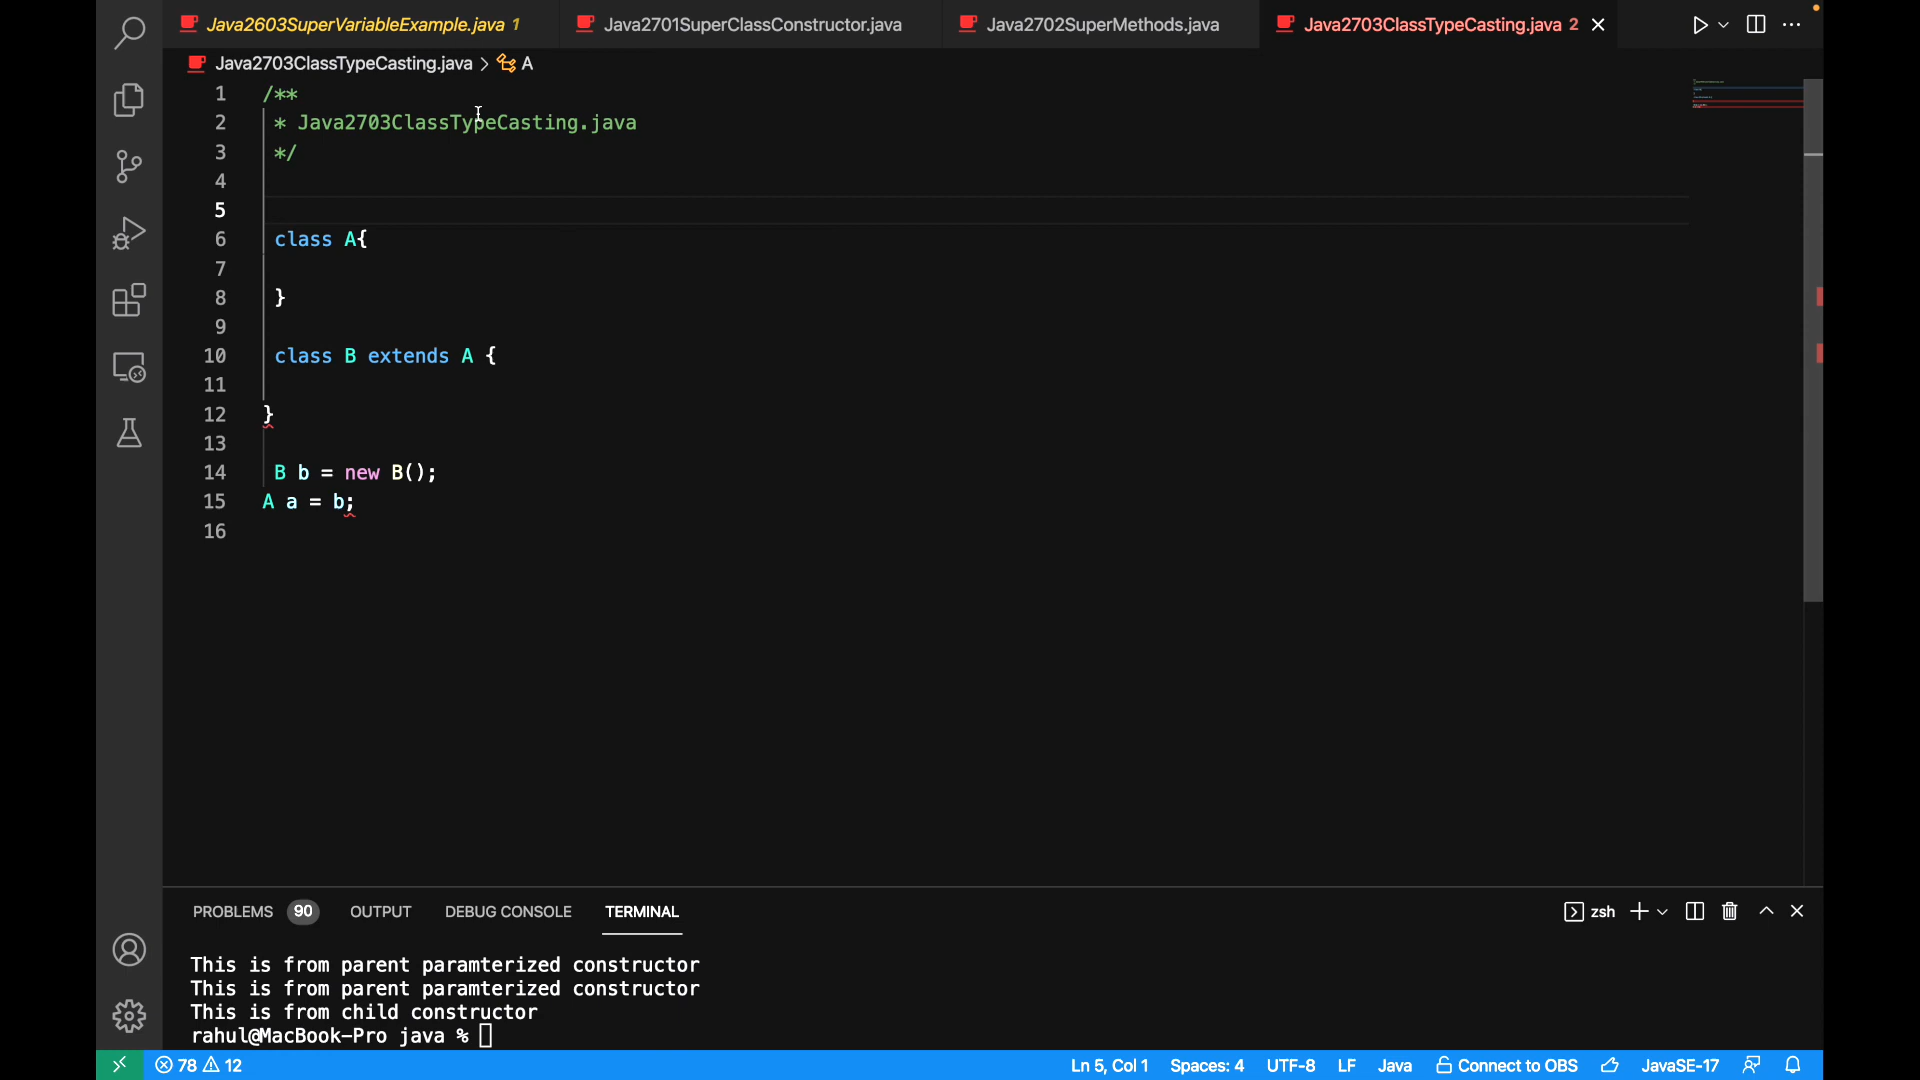 Java2603SuperVariableExample.java 1 Java2701SuperClassConstructor.java Java2702SuperMethods.java Java2703ClassTypeCasting.java 2
Java2703ClassTypeCasting.java > A
1 /**
2 * Java2703ClassTypeCasting.java
3 */
4
5
6 class A{
7
8 }
9
10 class B extends A {
11
12 }
13
14 B b = new B();
15 A a = b;
16
PROBLEMS 90 OUTPUT DEBUG CONSOLE TERMINAL zsh
This is from parent paramterized constructor
This is from parent paramterized constructor
This is from child constructor
rahul@MacBook-Pro java %
78 12 Ln 5, Col 1 Spaces: 4 UTF-8 LF Java Connect to OBS JavaSE-17